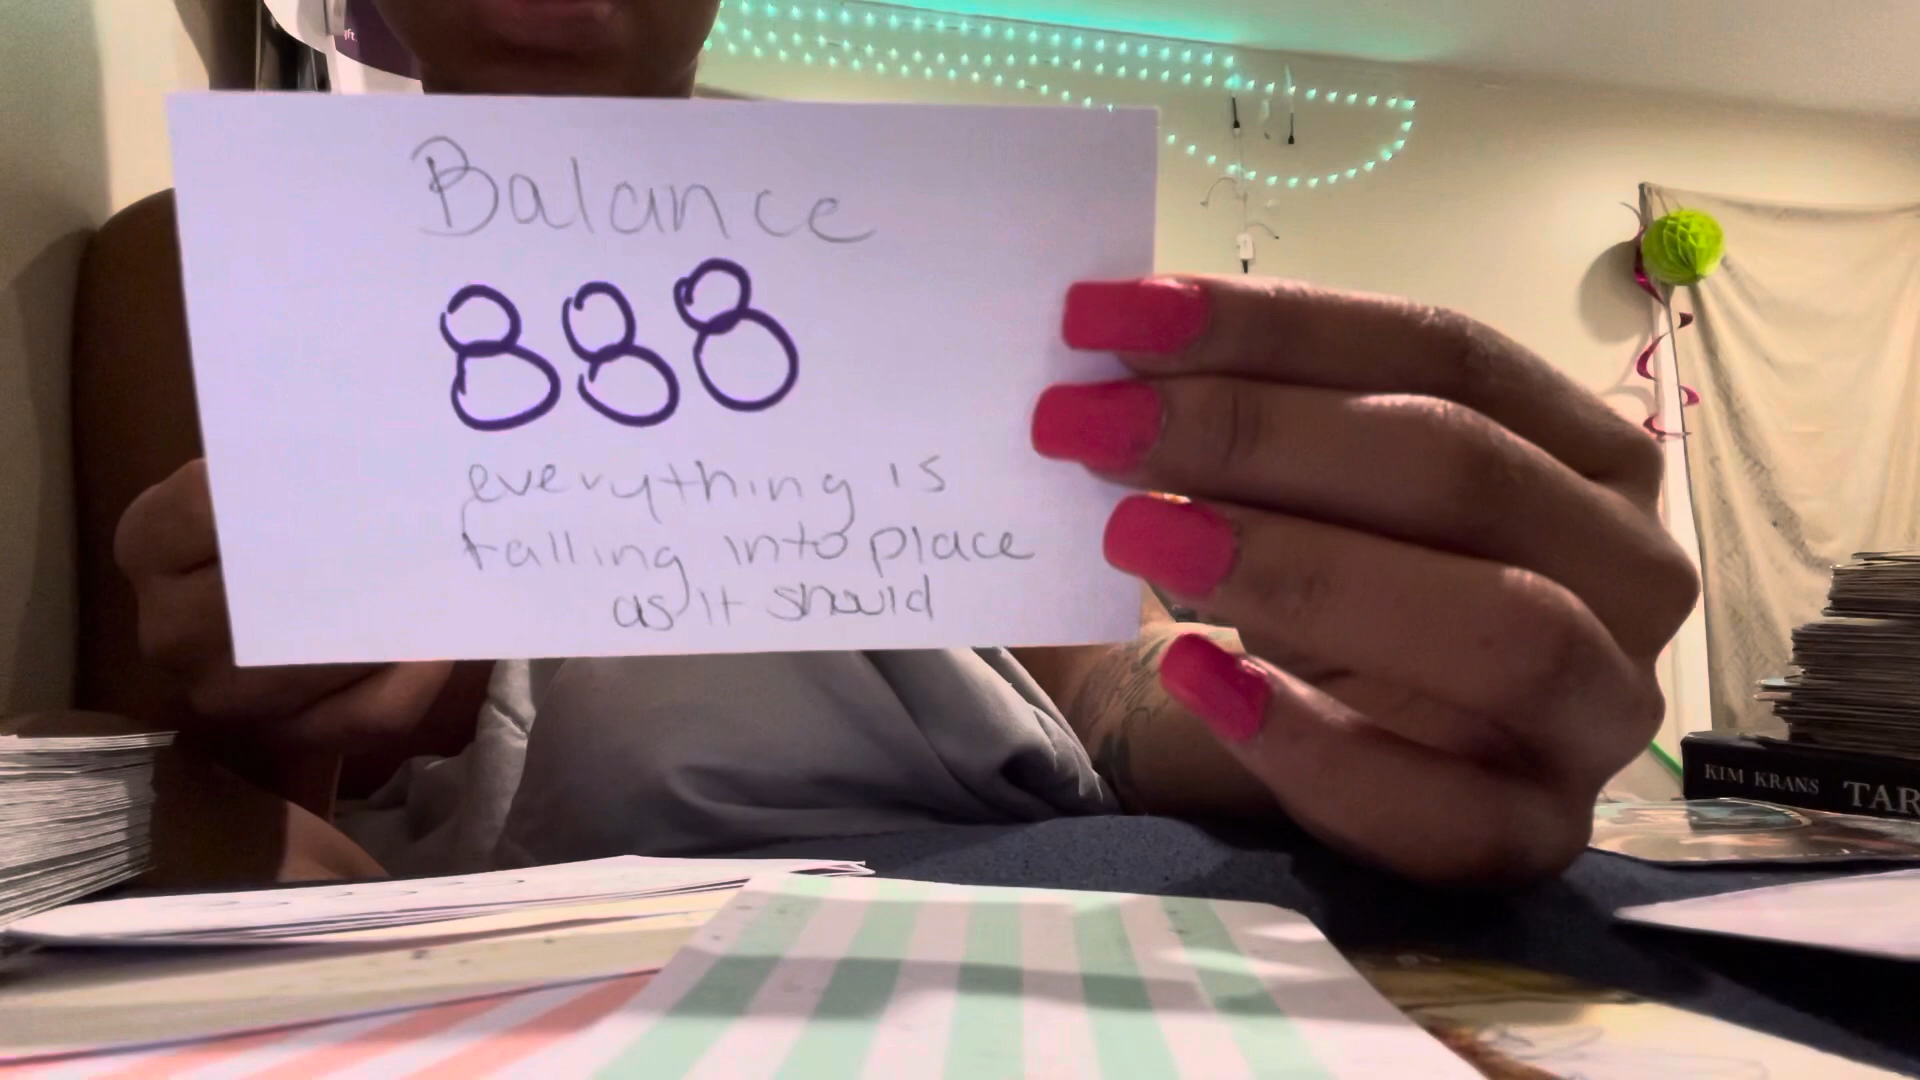 Balance
888
everything is
falling into place
as it should
KIM KRANS TAR